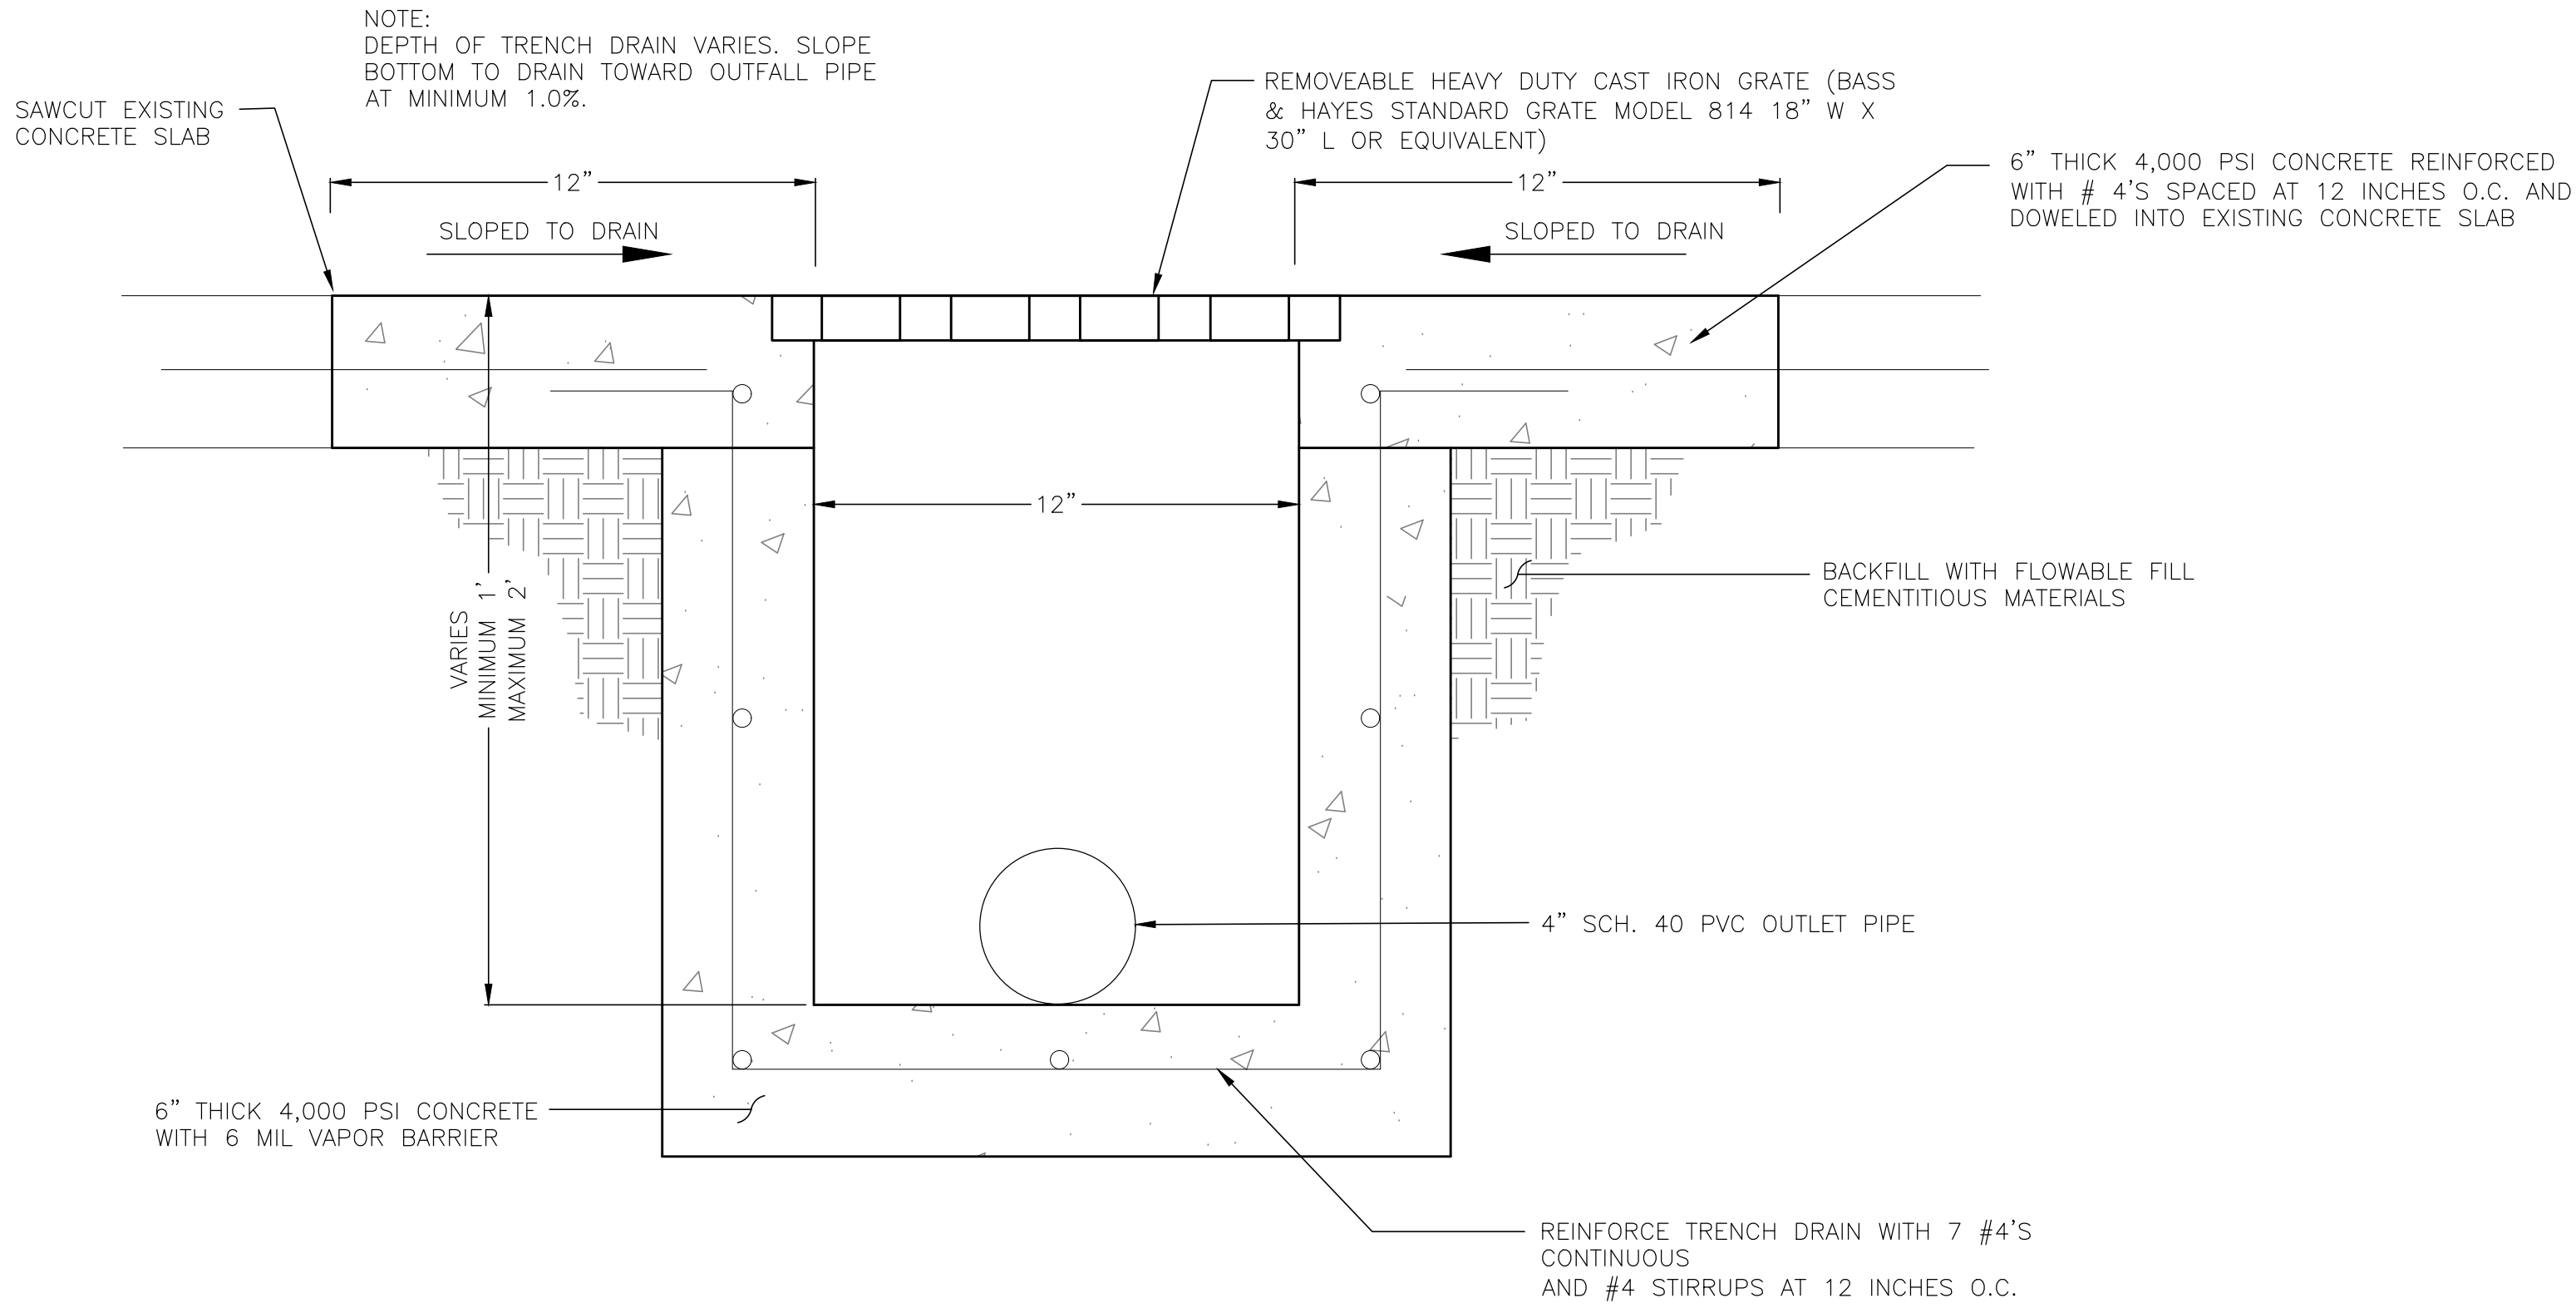 NOTE:
DEPTH OF TRENCH DRAIN VARIES. SLOPE
BOTTOM TO DRAIN TOWARD OUTFALL PIPE
AT MINIMUM 1.0%.
SAWCUT EXISTING
CONCRETE SLAB
REMOVEABLE HEAVY DUTY CAST IRON GRATE (BASS
& HAYES STANDARD GRATE MODEL 814 18" W X
30" L OR EQUIVALENT)
6" THICK 4,000 PSI CONCRETE REINFORCED
WITH # 4'S SPACED AT 12 INCHES O.C. AND
DOWELED INTO EXISTING CONCRETE SLAB
12"
12"
SLOPED TO DRAIN
SLOPED TO DRAIN
12"
VARIES
MINIMUM 1'
MAXIMUM 2'
BACKFILL WITH FLOWABLE FILL
CEMENTITIOUS MATERIALS
4" SCH. 40 PVC OUTLET PIPE
6" THICK 4,000 PSI CONCRETE
WITH 6 MIL VAPOR BARRIER
REINFORCE TRENCH DRAIN WITH 7 #4'S
CONTINUOUS
AND #4 STIRRUPS AT 12 INCHES O.C.